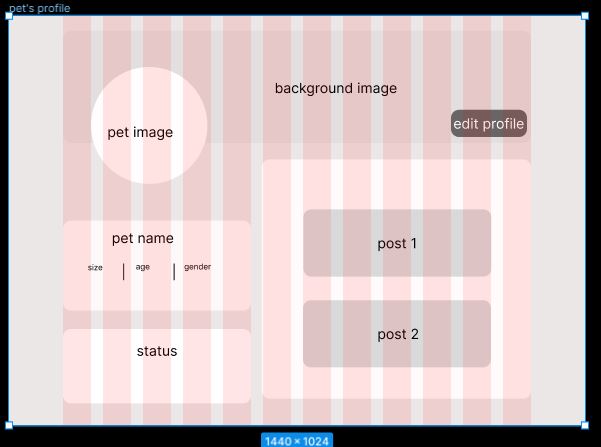 pet's profile
background image
edit profile
pet image
pet name
size
age
gender
post 1
post 2
status
1440 × 1024